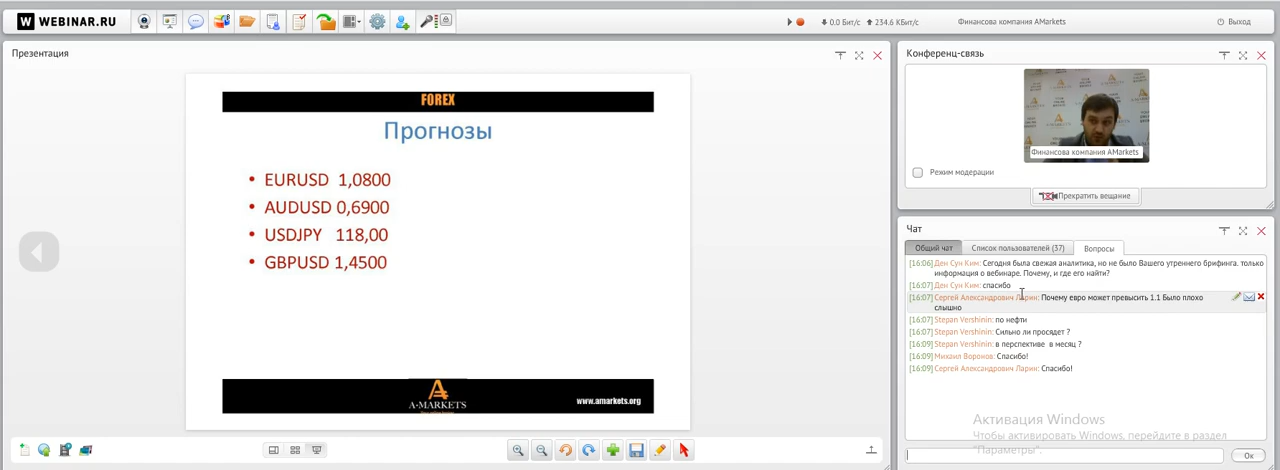 WEBINAR.RU
0.0 Бит/с
234.6 КБит/с
Финансова компания AMarkets
Выход
Презентация
FOREX
Прогнозы
• EURUSD 1,0800
• AUDUSD 0,6900
• USDJPY 118,00
• GBPUSD 1,4500
A-MARKETS
www.amarkets.org
Конференц-связь
Финансова компания AMarkets
Режим модерации
Прекратить вещание
Чат
Общий чат
Список пользователей (37)
Вопросы
[16:06] Ден Сун Ким: Сегодня была свежая аналитика, но не было Вашего утреннего брифинга. только
информация о вебинаре. Почему, и где его найти?
[16:07] Ден Сун Ким: спасибо
[16:07] Сергей Александрович Ларин: Почему евро может превысить 1.1 Было плохо
слышно
[16:07] Stepan Vershinin: по нефти
[16:07] Stepan Vershinin: Сильно ли просядет ?
[16:09] Stepan Vershinin: в перспективе в месяц ?
[16:09] Михаил Воронов: Спасибо!
[16:09] Сергей Александрович Ларин: Спасибо!
Активация Windows
Чтобы активировать Windows, перейдите в раздел
"Параметры".
Ок